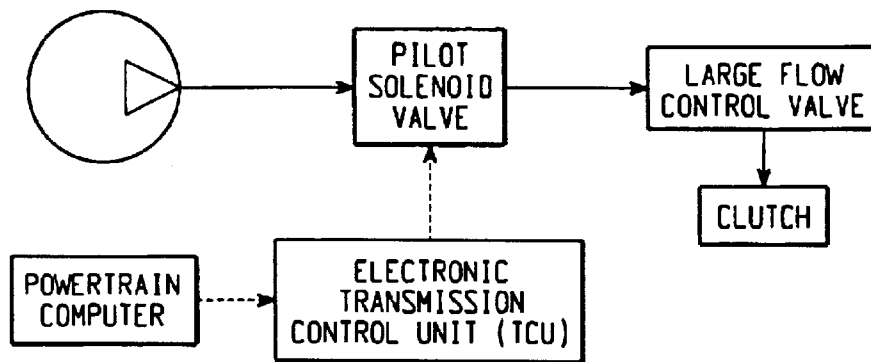 PILOT
SOLENOID
VALVE
LARGE FLOW
CONTROL VALVE
CLUTCH
POWERTRAIN
COMPUTER
ELECTRONIC
TRANSMISSION
CONTROL UNIT (TCU)